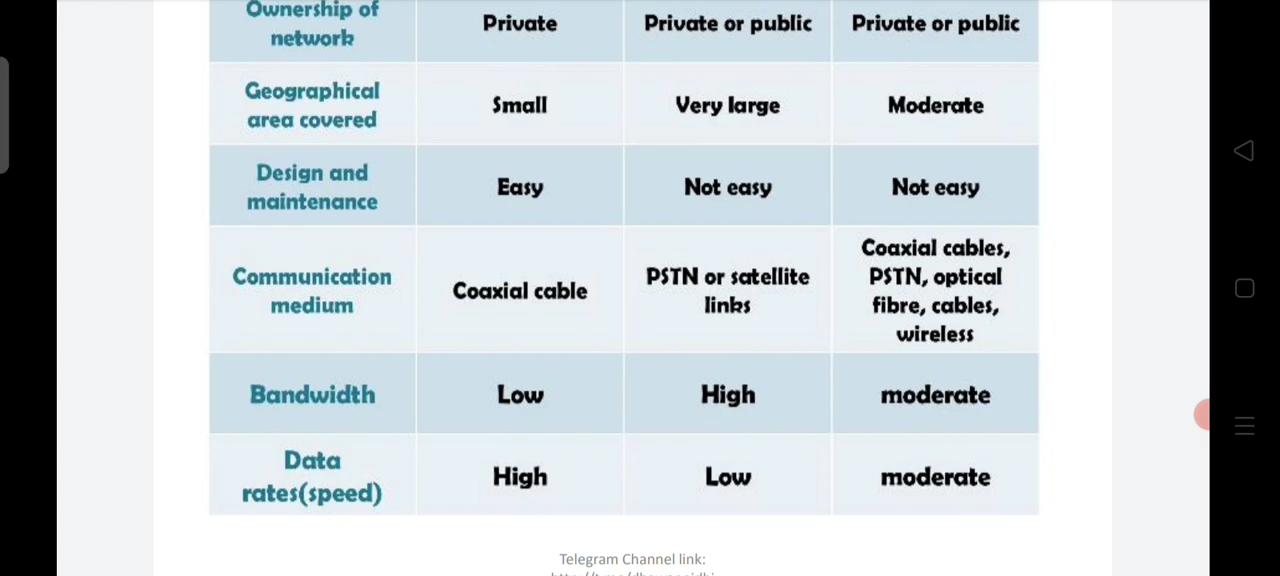 Ownership of
network
Private
Private or public
Private or public
Geographical
area covered
Small
Very large
Moderate
Design and
maintenance
Easy
Not easy
Not easy
Communication
medium
Coaxial cable
PSTN or satellite
links
Coaxial cables,
PSTN, optical
fibre, cables,
wireless
Bandwidth
Low
High
moderate
Data
rates(speed)
High
Low
moderate
Telegram Channel link: